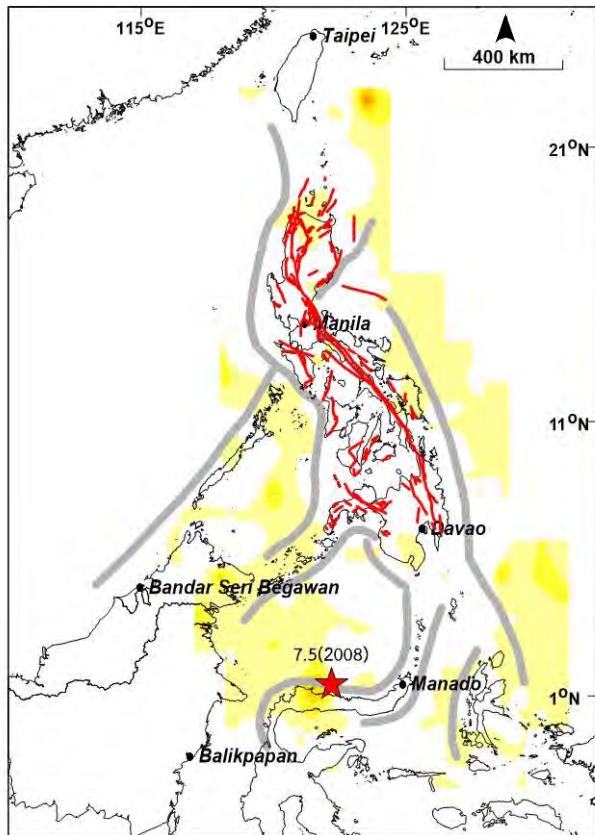 115°E
125°E
Taipei
400 km
21°N
Manila
11°N
Davao
Bandar Seri Begawan
7.5(2008)
Manado
1°N
Balikpapan